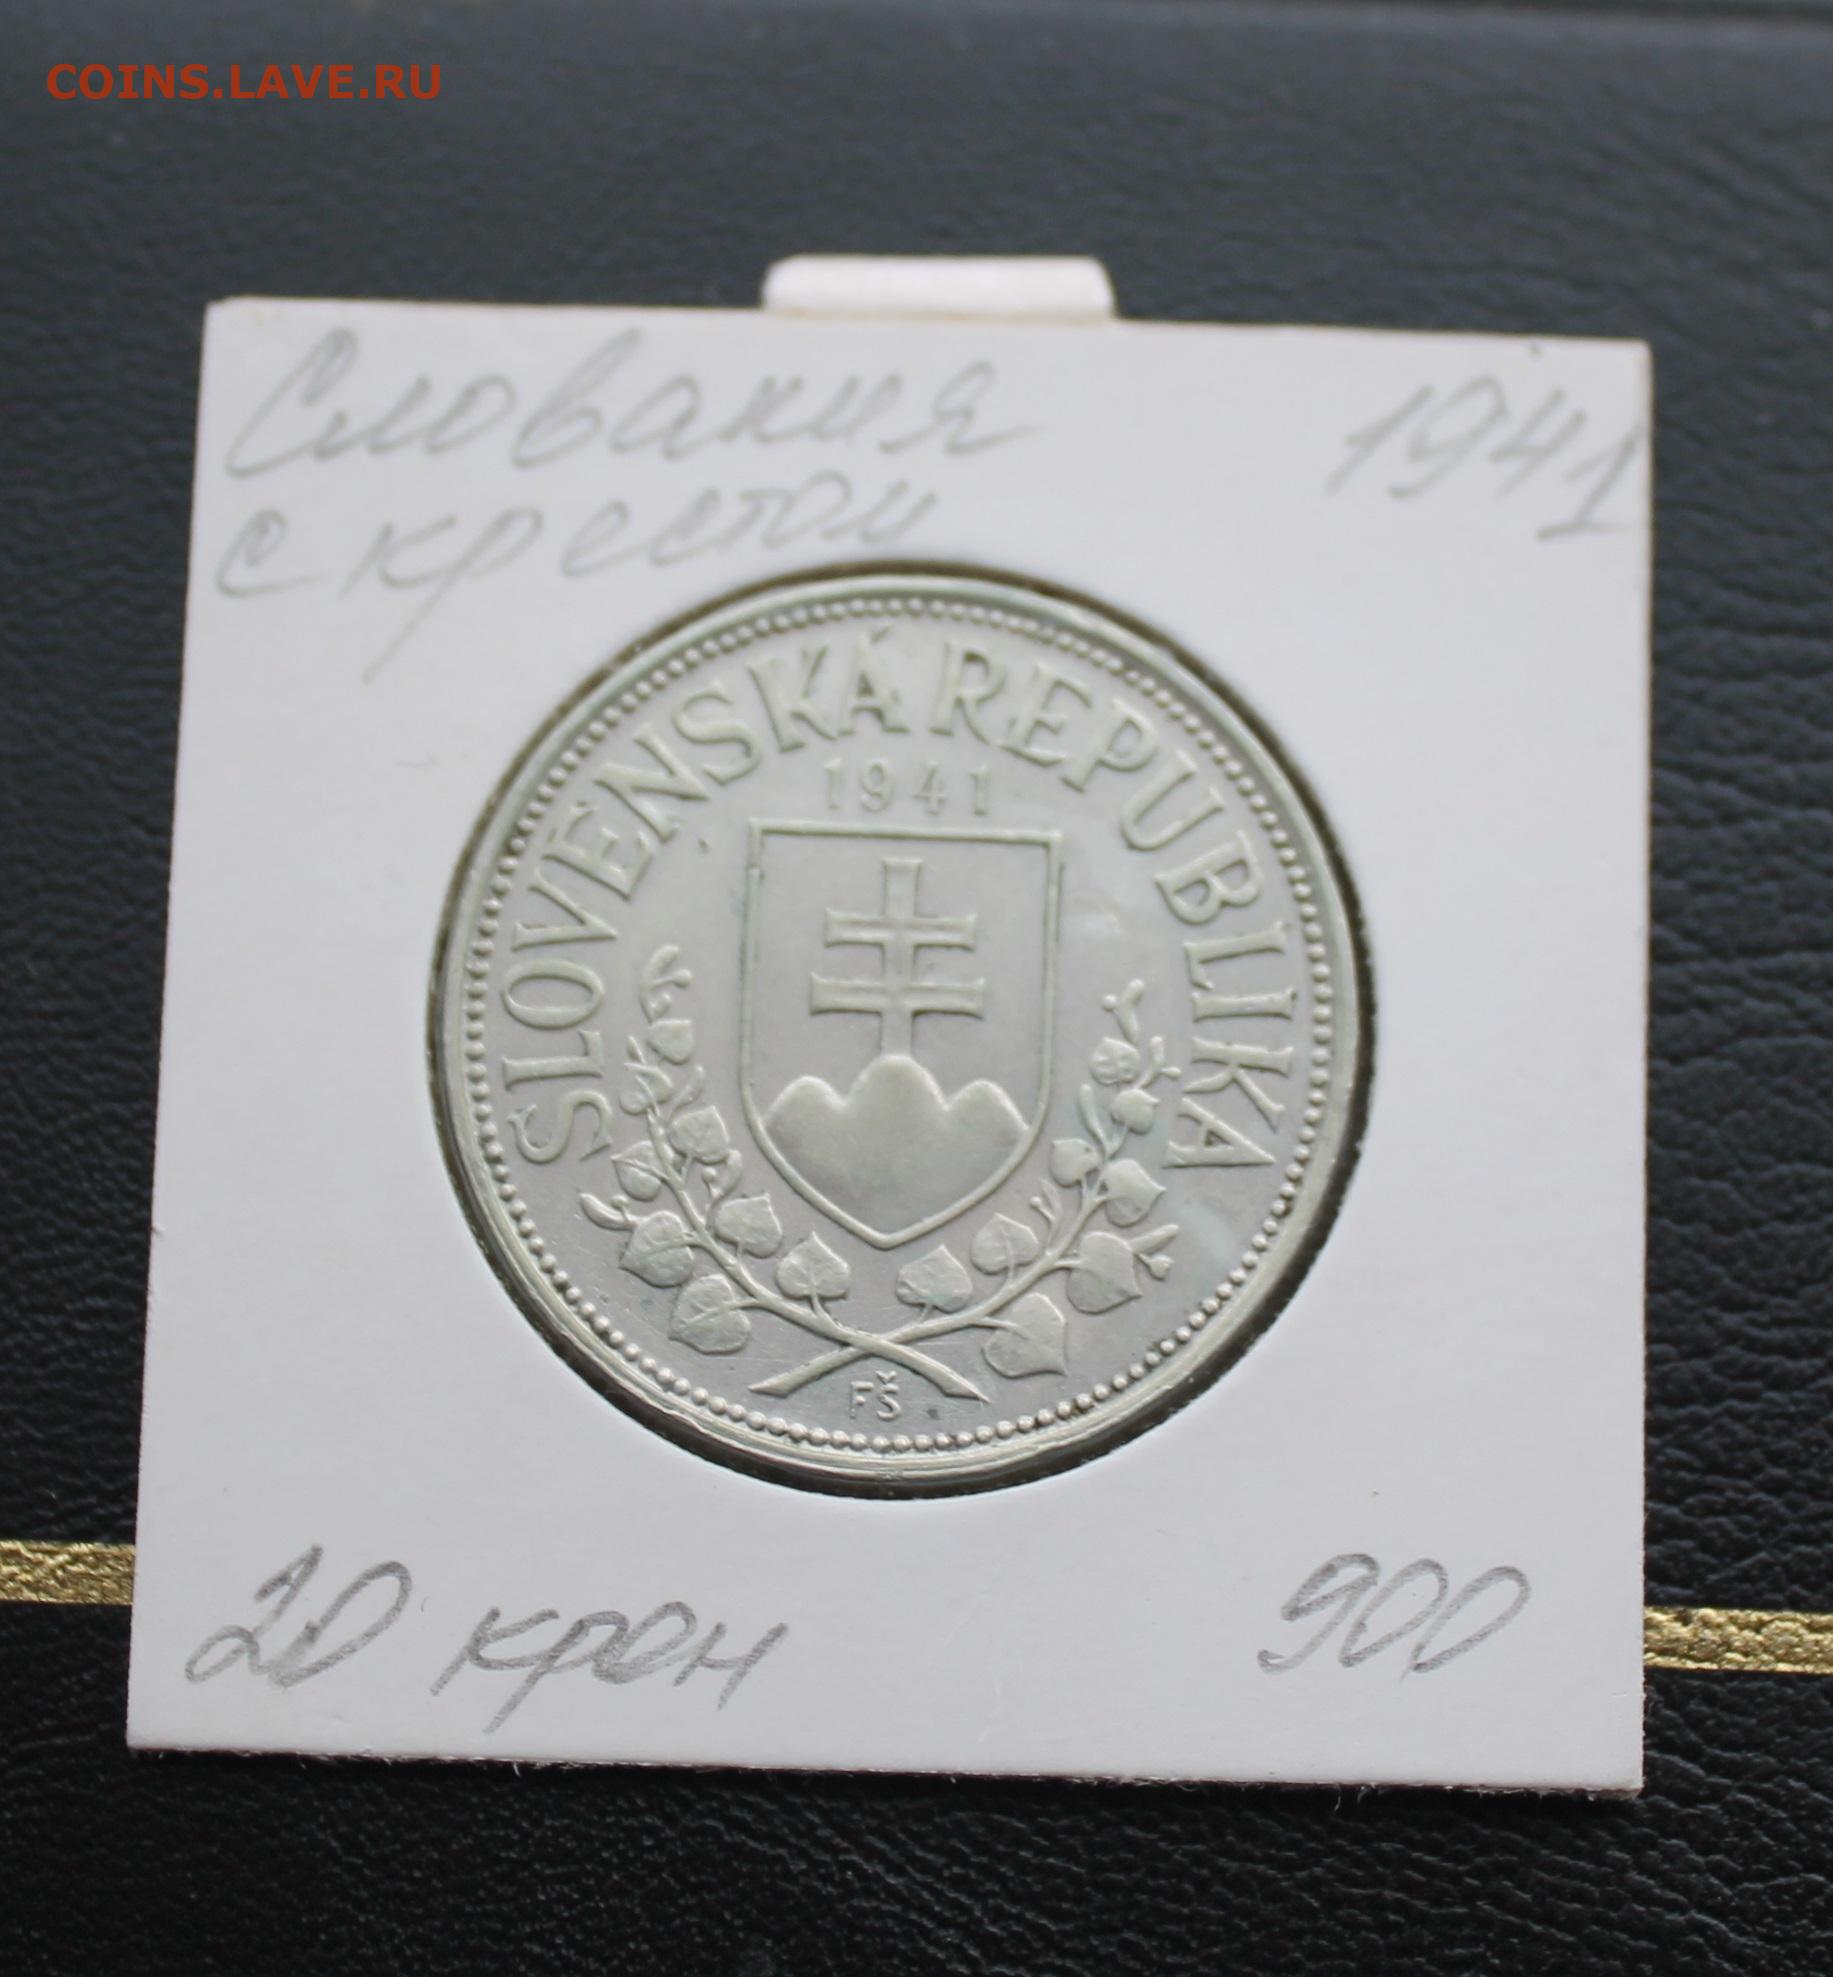 COINS.LAVE.RU
Словакия 1941
с крестом
SLOVENSKÁ REPUBLIKA
1941
FŠ
20 крон 900